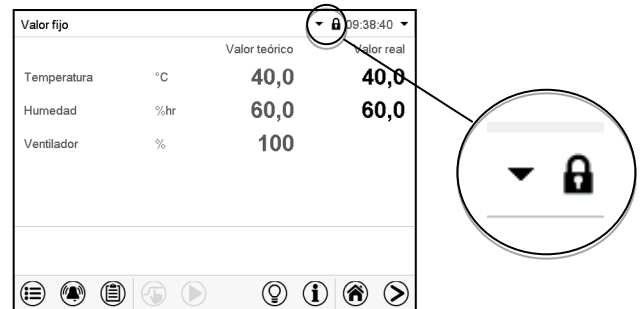 Valor fijo 09:38:40
Valor teórico Valor real
Temperatura °C 40,0 40,0
Humedad %hr 60,0 60,0
Ventilador % 100